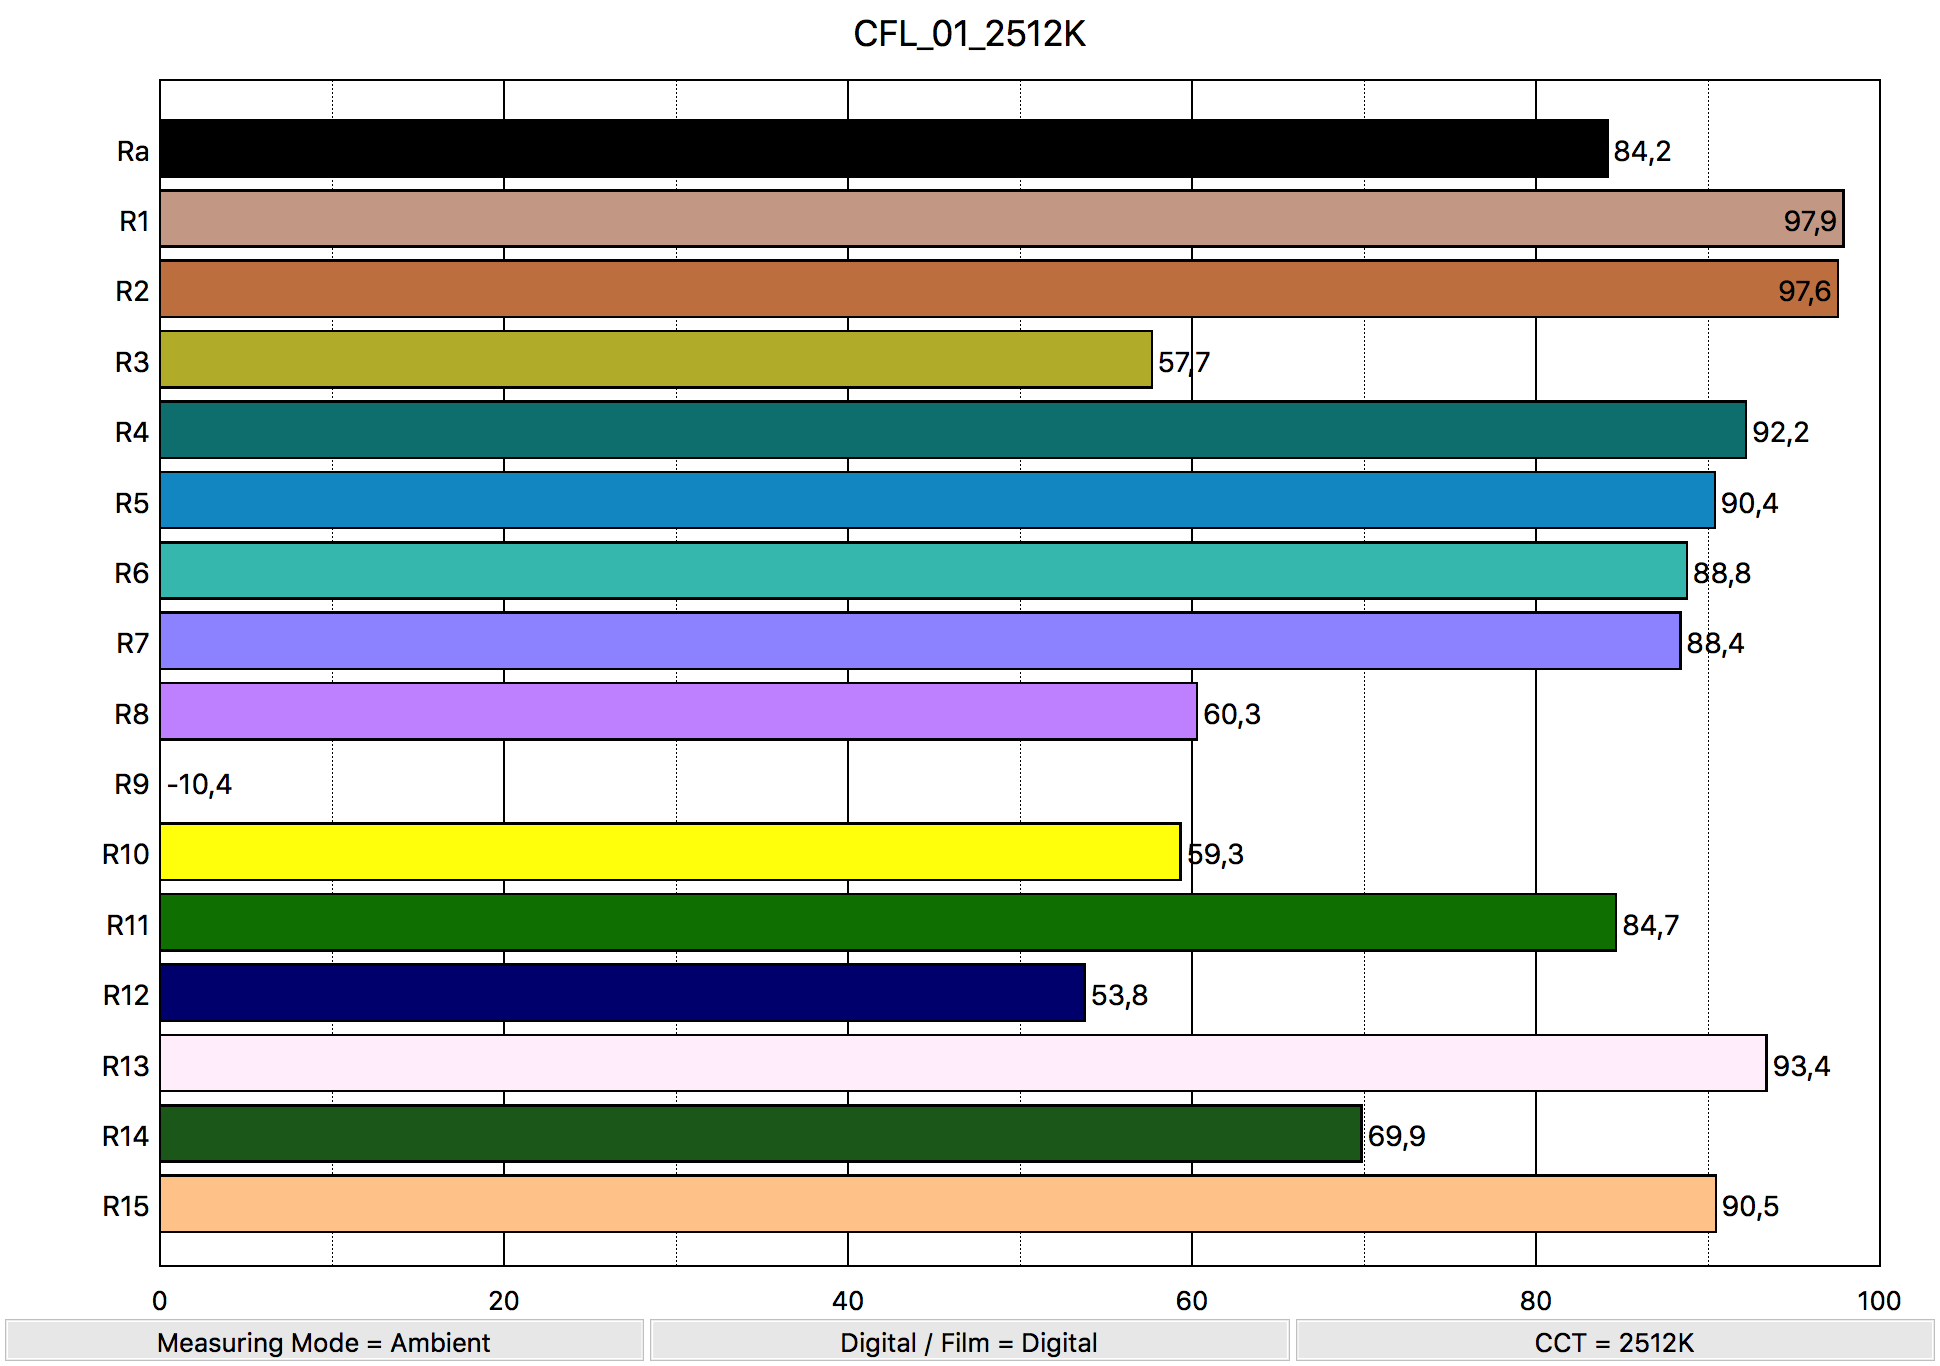 CFL_01_2512K
Ra 84,2
R1 97,9
R2 97,6
R3 57,7
R4 92,2
R5 90,4
R6 88,8
R7 88,4
R8 60,3
R9 -10,4
R10 59,3
R11 84,7
R12 53,8
R13 93,4
R14 69,9
R15 90,5
0 20 40 60 80 100
Measuring Mode = Ambient Digital / Film = Digital CCT = 2512K